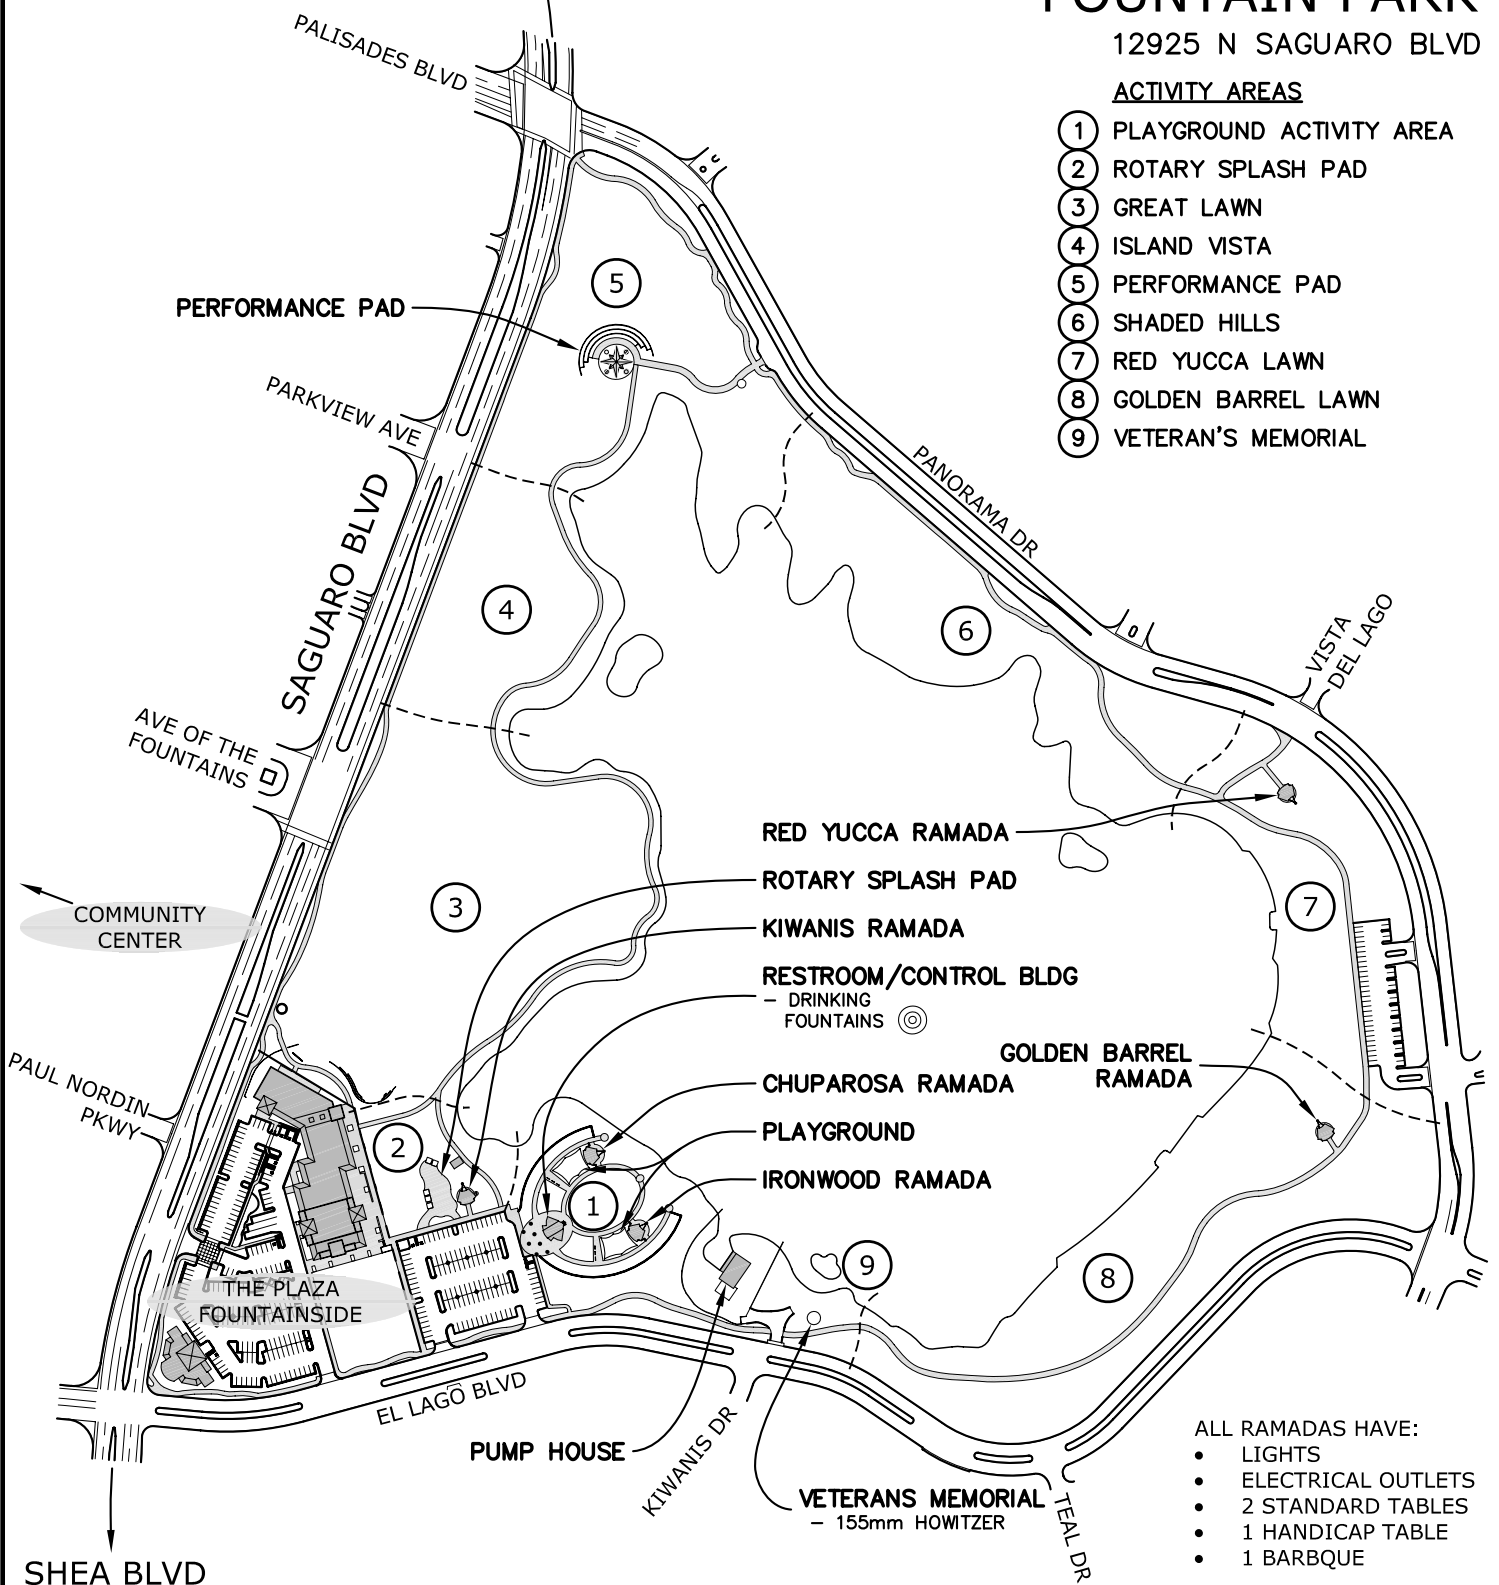 FOUNTAIN PARK
12925 N SAGUARO BLVD
ACTIVITY AREAS
1 PLAYGROUND ACTIVITY AREA
2 ROTARY SPLASH PAD
3 GREAT LAWN
4 ISLAND VISTA
5 PERFORMANCE PAD
6 SHADED HILLS
7 RED YUCCA LAWN
8 GOLDEN BARREL LAWN
9 VETERAN'S MEMORIAL
PALISADES BLVD
5
PERFORMANCE PAD
PARKVIEW AVE
PANORAMA DR
SAGUARO BLVD
4
6
VISTA
DEL LAGO
AVE OF THE
FOUNTAINS
RED YUCCA RAMADA
ROTARY SPLASH PAD
3
7
COMMUNITY
CENTER
KIWANIS RAMADA
RESTROOM/CONTROL BLDG
- DRINKING
FOUNTAINS
GOLDEN BARREL
RAMADA
PAUL NORDIN
PKWY
CHUPAROSA RAMADA
PLAYGROUND
2
IRONWOOD RAMADA
1
9
8
THE PLAZA
FOUNTAINSIDE
EL LAGO BLVD
PUMP HOUSE
KIWANIS DR
VETERANS MEMORIAL
- 155mm HOWITZER
TEAL DR
ALL RAMADAS HAVE:
• LIGHTS
• ELECTRICAL OUTLETS
• 2 STANDARD TABLES
• 1 HANDICAP TABLE
• 1 BARBQUE
SHEA BLVD